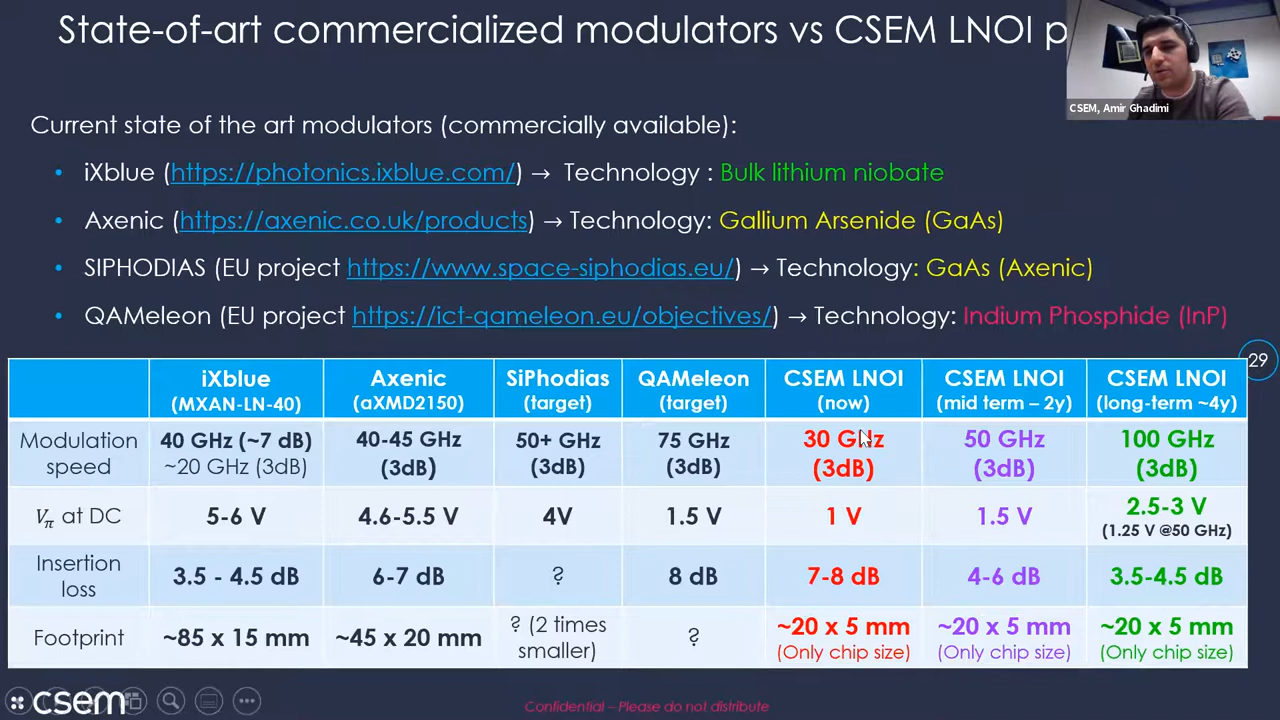 State-of-art commercialized modulators vs CSEM LNOI p
CSEM, Amir Ghadimi
Current state of the art modulators (commercially available):
• iXblue (https://photonics.ixblue.com/) → Technology : Bulk lithium niobate
• Axenic (https://axenic.co.uk/products) → Technology: Gallium Arsenide (GaAs)
• SIPHODIAS (EU project https://www.space-siphodias.eu/) → Technology: GaAs (Axenic)
• QAMeleon (EU project https://ict-qameleon.eu/objectives/) → Technology: Indium Phosphide (InP)
29
iXblue (MXAN-LN-40) Axenic (aXMD2150) SiPhodias (target) QAMeleon (target) CSEM LNOI (now) CSEM LNOI (mid term – 2y) CSEM LNOI (long-term ~4y)
Modulation speed 40 GHz (~7 dB) ~20 GHz (3dB) 40-45 GHz (3dB) 50+ GHz (3dB) 75 GHz (3dB) 30 GHz (3dB) 50 GHz (3dB) 100 GHz (3dB)
Vπ at DC 5-6 V 4.6-5.5 V 4V 1.5 V 1 V 1.5 V 2.5-3 V (1.25 V @50 GHz)
Insertion loss 3.5 - 4.5 dB 6-7 dB ? 8 dB 7-8 dB 4-6 dB 3.5-4.5 dB
Footprint ~85 x 15 mm ~45 x 20 mm ? (2 times smaller) ? ~20 x 5 mm (Only chip size) ~20 x 5 mm (Only chip size) ~20 x 5 mm (Only chip size)
csem
Confidential – Please do not distribute